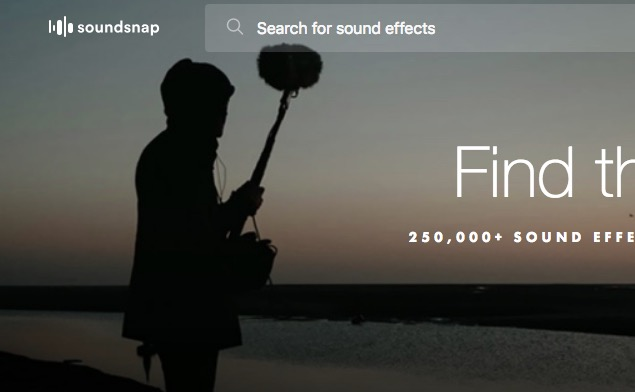 soundsnap
Search for sound effects
Find th
250,000+ SOUND EFFE